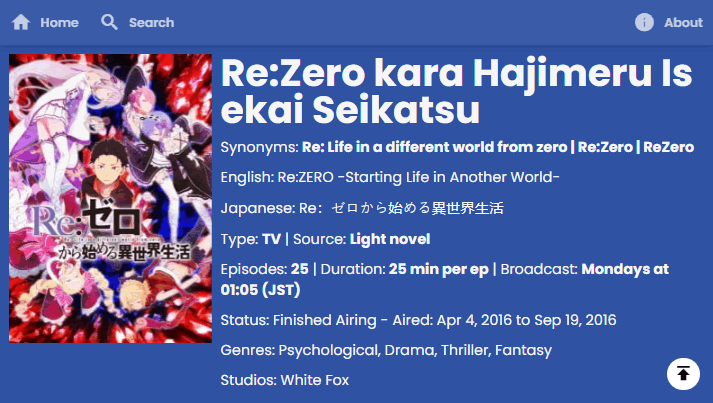 Home Search About
Re:Zero kara Hajimeru Is
ekai Seikatsu
Synonyms: Re: Life in a different world from zero | Re:Zero | ReZero
English: Re:ZERO -Starting Life in Another World-
Japanese: Re：ゼロから始める異世界生活
Type: TV | Source: Light novel
Episodes: 25 | Duration: 25 min per ep | Broadcast: Mondays at
01:05 (JST)
Status: Finished Airing - Aired: Apr 4, 2016 to Sep 19, 2016
Genres: Psychological, Drama, Thriller, Fantasy
Studios: White Fox
Re:ゼロ
から始める異世界生活